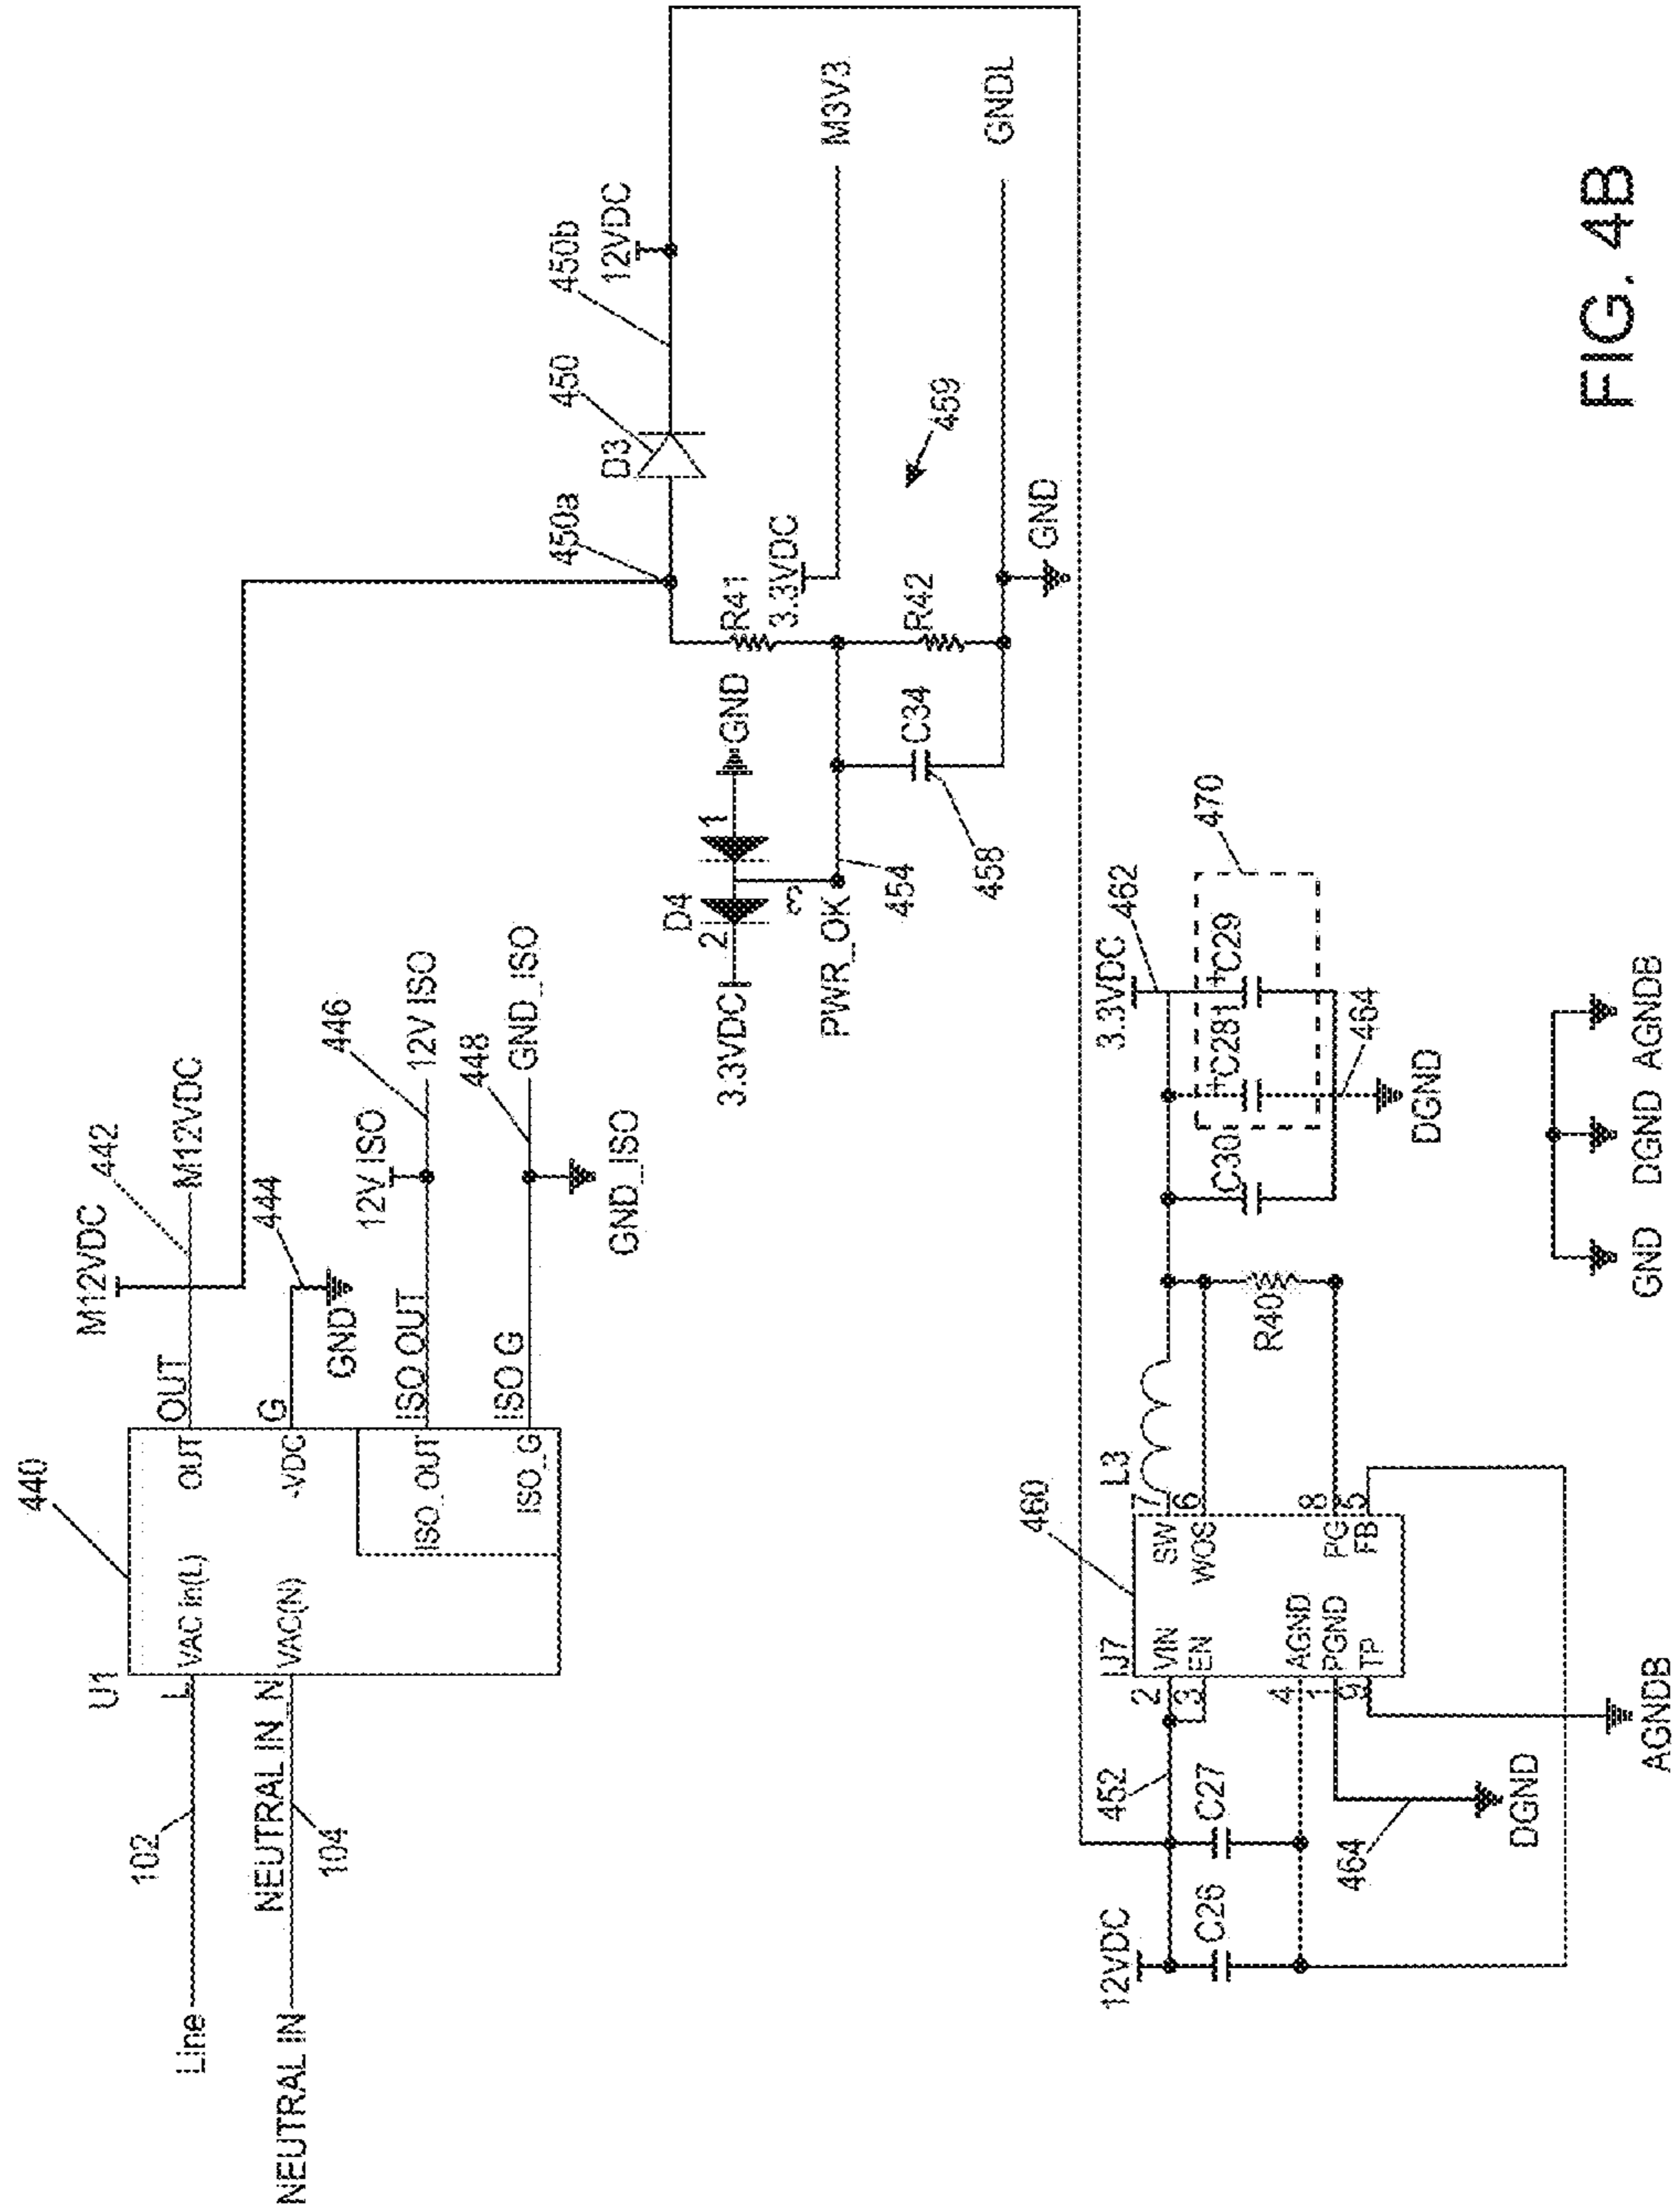 440
U1
L
VAC In(L)
OUT
OUT
M12VDC
442
M12VDC
Line
102
NEUTRAL IN
NEUTRAL IN
N
104
VAC(N)
-VDC
G
444
GND
ISO_OUT
ISO OUT
12V ISO
446
12V ISO
ISO_G
ISO G
448
GND_ISO
GND_ISO
450a
D3
450
450b
12VDC
R41
3.3VDC
M3V3
D4
2
1
GND
3.3VDC
3
PWR_OK
454
C34
458
R42
459
GNDL
GND
12VDC
452
C26
C27
460
U7
2
VIN
SW
7
L3
3
EN
WOS
6
4
AGND
1
PGND
PG
8
9
TP
FB
5
464
DGND
AGNDB
R40
C30
C281
+
C29
3.3VDC
462
470
464
DGND
GND
DGND
AGNDB
FIG. 4B